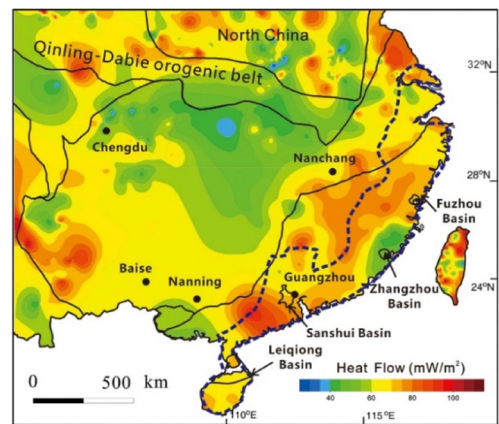 North China
Qinling-Dabie orogenic belt
32°N
Chengdu
Nanchang
28°N
Fuzhou
Basin
Baise
Nanning
Guangzhou
Zhangzhou
Basin
24°N
Sanshui Basin
Leiqiong
Basin
Heat Flow (mW/m²)
0 500 km
40 60 80 100
110°E
115°E